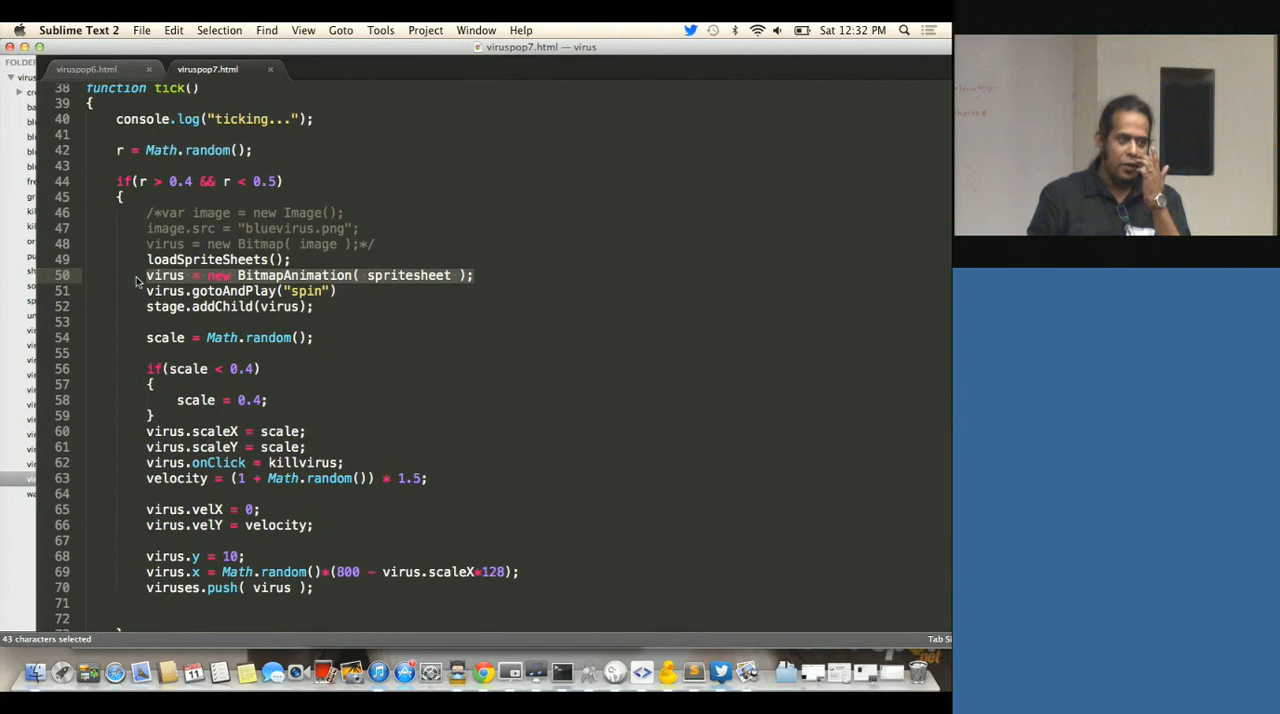 Sublime Text 2 File Edit Selection Find View Goto Tools Project Window Help Sat 12:32 PM
viruspop7.html — virus
FOLDER
viruspop6.html × viruspop7.html ×
virus
38 function tick()
39 {
40 console.log("ticking...");
41
42 r = Math.random();
43
44 if(r > 0.4 && r < 0.5)
45 {
46 /*var image = new Image();
47 image.src = "bluevirus.png";
48 virus = new Bitmap( image );*/
49 loadSpriteSheets();
50 virus = new BitmapAnimation( spritesheet );
51 virus.gotoAndPlay("spin")
52 stage.addChild(virus);
53
54 scale = Math.random();
55
56 if(scale < 0.4)
57 {
58 scale = 0.4;
59 }
60 virus.scaleX = scale;
61 virus.scaleY = scale;
62 virus.onClick = killvirus;
63 velocity = (1 + Math.random()) * 1.5;
64
65 virus.velX = 0;
66 virus.velY = velocity;
67
68 virus.y = 10;
69 virus.x = Math.random()*(800 - virus.scaleX*128);
70 viruses.push( virus );
71
72
43 characters selected
Tab Si